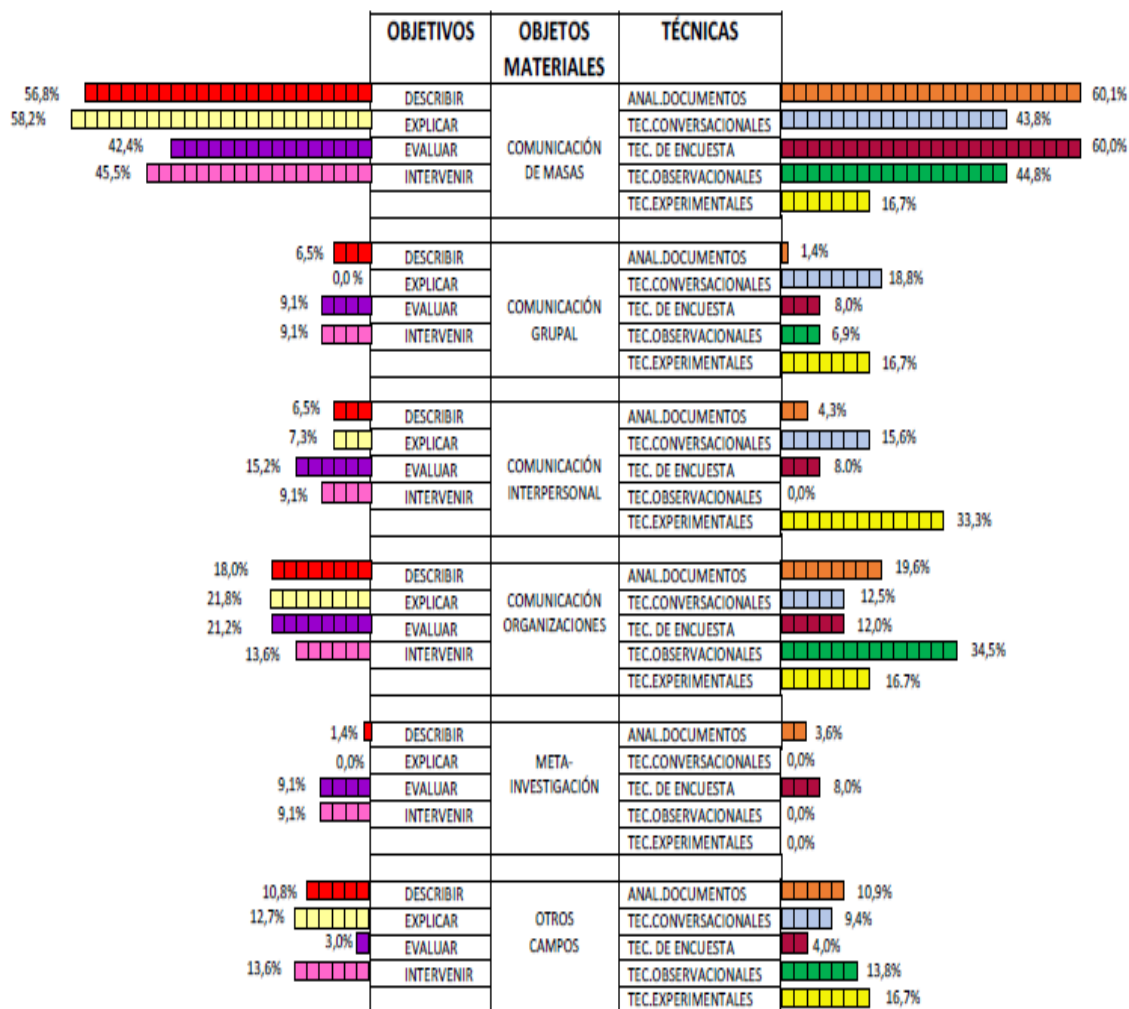 OBJETIVOS OBJETOS MATERIALES TÉCNICAS
56,8% DESCRIBIR ANAL.DOCUMENTOS 60,1%
58,2% EXPLICAR TEC.CONVERSACIONALES 43,8%
42,4% EVALUAR COMUNICACIÓN TEC. DE ENCUESTA 60,0%
45,5% INTERVENIR DE MASAS TEC.OBSERVACIONALES 44,8%
TEC.EXPERIMENTALES 16,7%
6,5% DESCRIBIR ANAL.DOCUMENTOS 1,4%
0,0 % EXPLICAR TEC.CONVERSACIONALES 18,8%
9,1% EVALUAR COMUNICACIÓN TEC. DE ENCUESTA 8,0%
9,1% INTERVENIR GRUPAL TEC.OBSERVACIONALES 6,9%
TEC.EXPERIMENTALES 16,7%
6,5% DESCRIBIR ANAL.DOCUMENTOS 4,3%
7,3% EXPLICAR TEC.CONVERSACIONALES 15,6%
15,2% EVALUAR COMUNICACIÓN TEC. DE ENCUESTA 8.0%
9,1% INTERVENIR INTERPERSONAL TEC.OBSERVACIONALES 0,0%
TEC.EXPERIMENTALES 33,3%
18,0% DESCRIBIR ANAL.DOCUMENTOS 19,6%
21,8% EXPLICAR COMUNICACIÓN TEC.CONVERSACIONALES 12,5%
21,2% EVALUAR ORGANIZACIONES TEC. DE ENCUESTA 12,0%
13,6% INTERVENIR TEC.OBSERVACIONALES 34,5%
TEC.EXPERIMENTALES 16.7%
1,4% DESCRIBIR ANAL.DOCUMENTOS 3,6%
0,0% EXPLICAR META- TEC.CONVERSACIONALES 0,0%
9,1% EVALUAR INVESTIGACIÓN TEC. DE ENCUESTA 8,0%
9,1% INTERVENIR TEC.OBSERVACIONALES 0,0%
TEC.EXPERIMENTALES 0,0%
10,8% DESCRIBIR ANAL.DOCUMENTOS 10,9%
12,7% EXPLICAR OTROS TEC.CONVERSACIONALES 9,4%
3,0% EVALUAR CAMPOS TEC. DE ENCUESTA 4,0%
13,6% INTERVENIR TEC.OBSERVACIONALES 13,8%
TEC.EXPERIMENTALES 16,7%